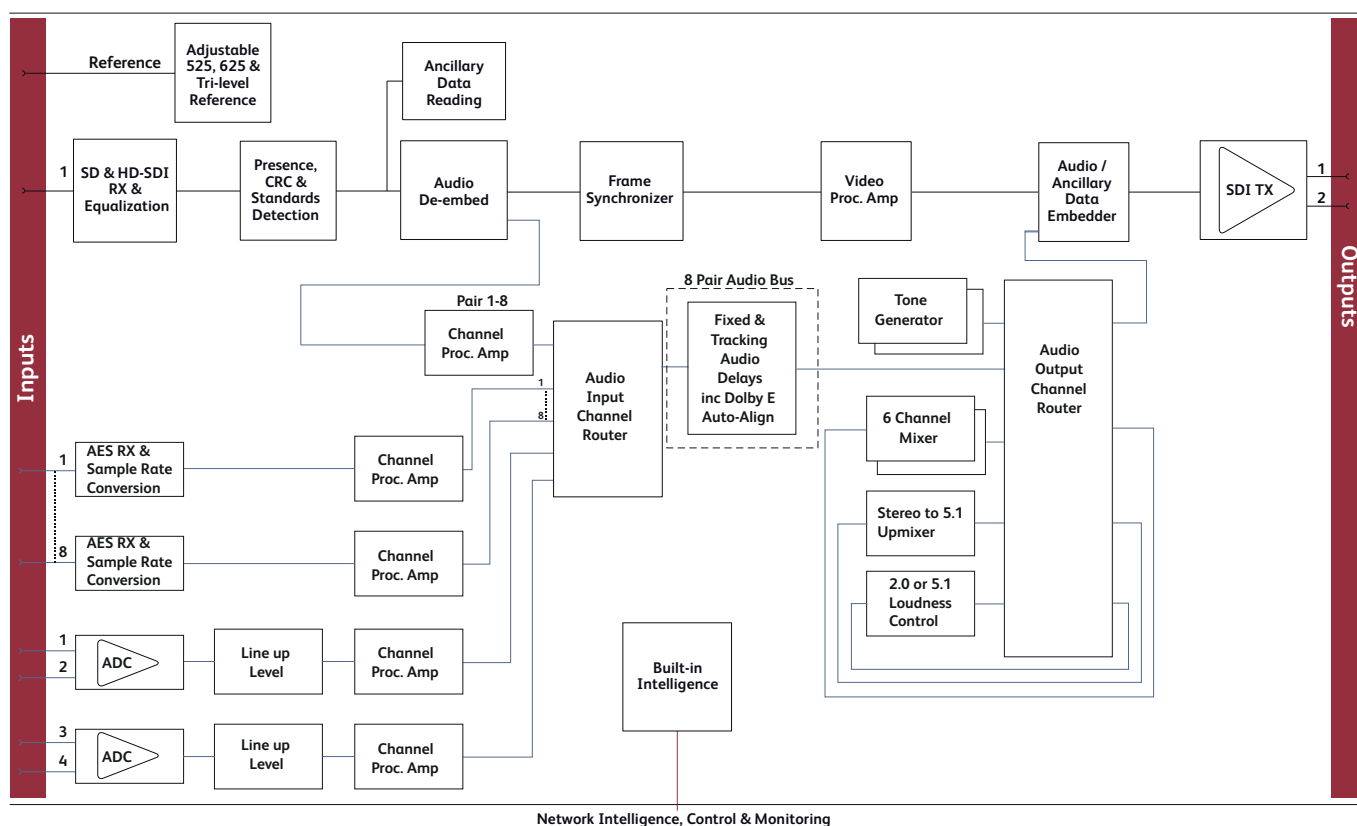 Inputs
Outputs
Reference
Adjustable
525, 625 &
Tri-level
Reference
Ancillary
Data
Reading
1
SD & HD-SDI
RX &
Equalization
Presence,
CRC &
Standards
Detection
Audio
De-embed
Frame
Synchronizer
Video
Proc. Amp
Audio /
Ancillary
Data
Embedder
SDI TX
1
2
Pair 1-8
Channel
Proc. Amp
8 Pair Audio Bus
Fixed &
Tracking
Audio
Delays
inc Dolby E
Auto-Align
Tone
Generator
Audio
Input
Channel
Router
1
8
Audio
Output
Channel
Router
6 Channel
Mixer
Stereo to 5.1
Upmixer
2.0 or 5.1
Loudness
Control
1
AES RX &
Sample Rate
Conversion
Channel
Proc. Amp
8
AES RX &
Sample Rate
Conversion
Channel
Proc. Amp
1
2
ADC
Line up
Level
Channel
Proc. Amp
3
4
ADC
Line up
Level
Channel
Proc. Amp
Built-in
Intelligence
Network Intelligence, Control & Monitoring